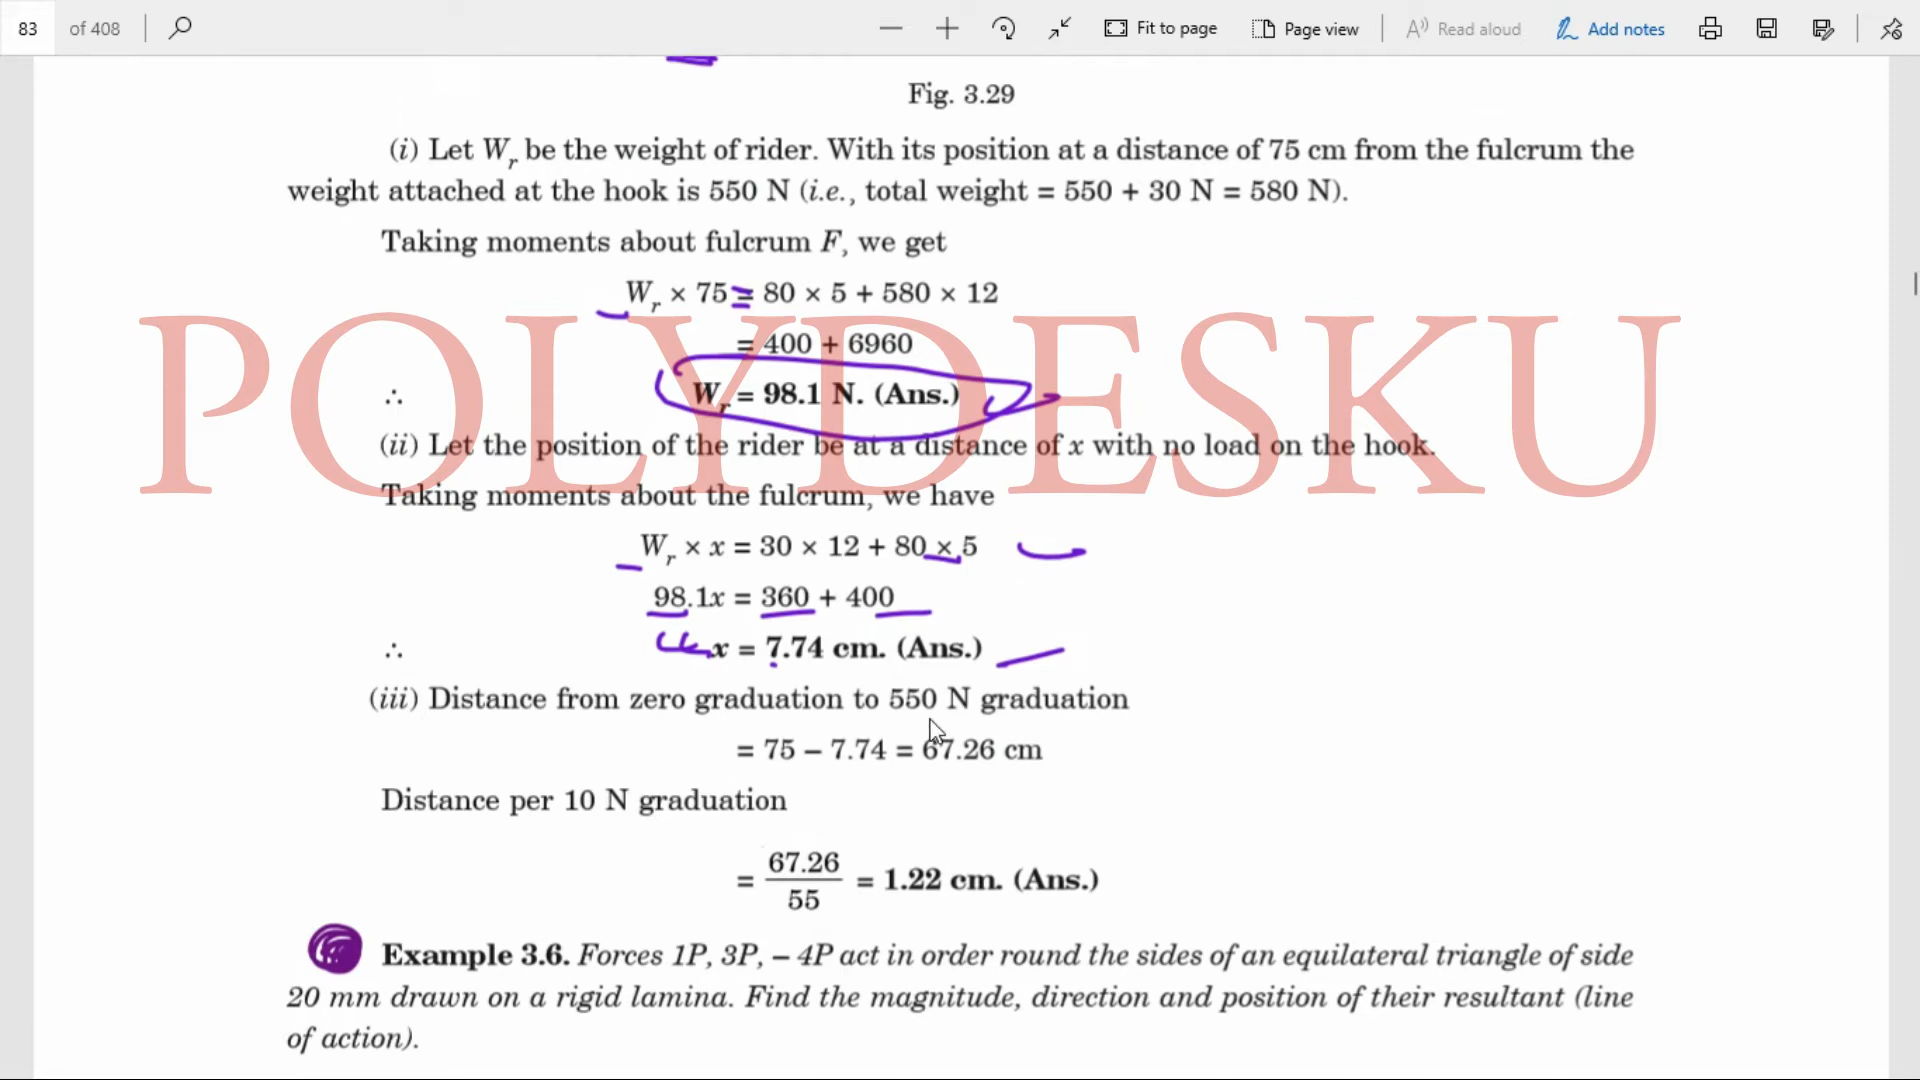 83 of 408 Fit to page Page view Read aloud Add notes
Fig. 3.29
(i) Let Wr be the weight of rider. With its position at a distance of 75 cm from the fulcrum the
weight attached at the hook is 550 N (i.e., total weight = 550 + 30 N = 580 N).
Taking moments about fulcrum F, we get
Wr × 75 = 80 × 5 + 580 × 12
= 400 + 6960
∴ Wr = 98.1 N. (Ans.)
POLYDESKU
(ii) Let the position of the rider be at a distance of x with no load on the hook.
Taking moments about the fulcrum, we have
Wr × x = 30 × 12 + 80 × 5
98.1x = 360 + 400
∴ x = 7.74 cm. (Ans.)
(iii) Distance from zero graduation to 550 N graduation
= 75 – 7.74 = 67.26 cm
Distance per 10 N graduation
= 67.26 / 55 = 1.22 cm. (Ans.)
Example 3.6. Forces 1P, 3P, – 4P act in order round the sides of an equilateral triangle of side
20 mm drawn on a rigid lamina. Find the magnitude, direction and position of their resultant (line
of action).